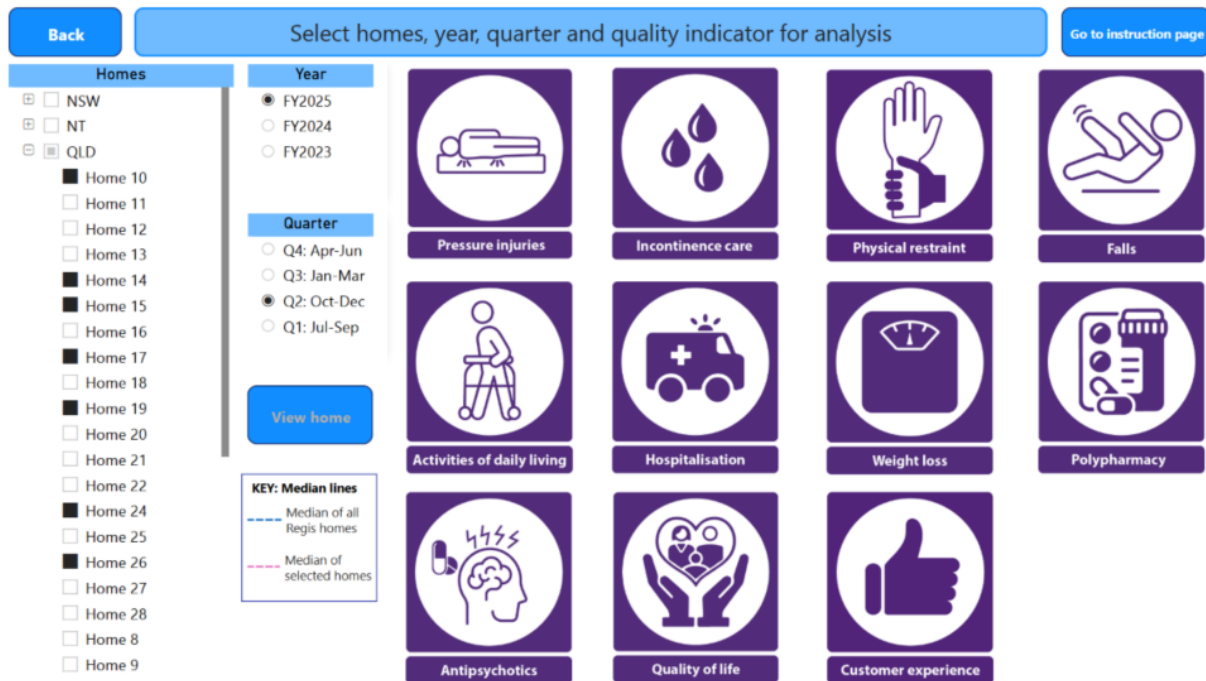 Back
Select homes, year, quarter and quality indicator for analysis
Go to instruction page
Homes
NSW
NT
QLD
Home 10
Home 11
Home 12
Home 13
Home 14
Home 15
Home 16
Home 17
Home 18
Home 19
Home 20
Home 21
Home 22
Home 24
Home 25
Home 26
Home 27
Home 28
Home 8
Home 9
Year
FY2025
FY2024
FY2023
Quarter
Q4: Apr-Jun
Q3: Jan-Mar
Q2: Oct-Dec
Q1: Jul-Sep
View home
KEY: Median lines
Median of all
Regis homes
Median of
selected homes
Pressure injuries
Incontinence care
Physical restraint
Falls
Activities of daily living
Hospitalisation
Weight loss
Polypharmacy
Antipsychotics
Quality of life
Customer experience